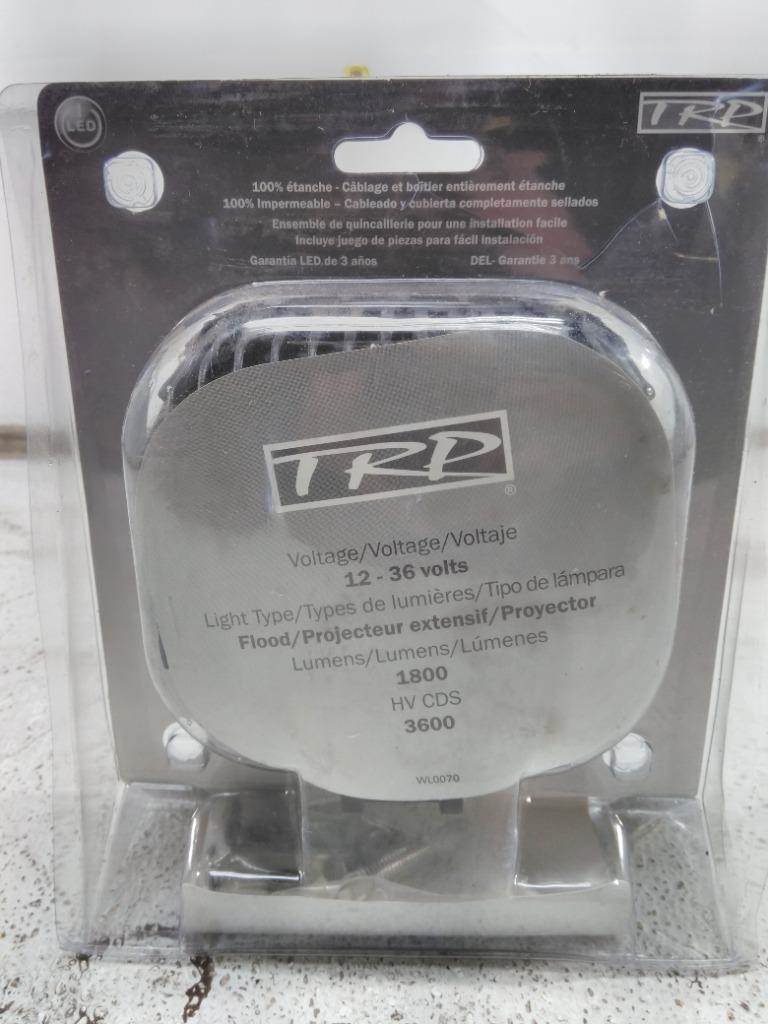 LED
TRP
100% étanche - Câblage et boîtier entièrement étanche
100% Impermeable – Cableado y cubierta completamente sellados
Ensemble de quincaillerie pour une installation facile
Incluye juego de piezas para fácil instalación
Garantía LED de 3 años DEL- Garantie 3 ans
TRP®
Voltage/Voltage/Voltaje
12 - 36 volts
Light Type/Types de lumières/Tipo de lámpara
Flood/Projecteur extensif/Proyector
Lumens/Lumens/Lúmenes
1800
HV CDS
3600
WL0070